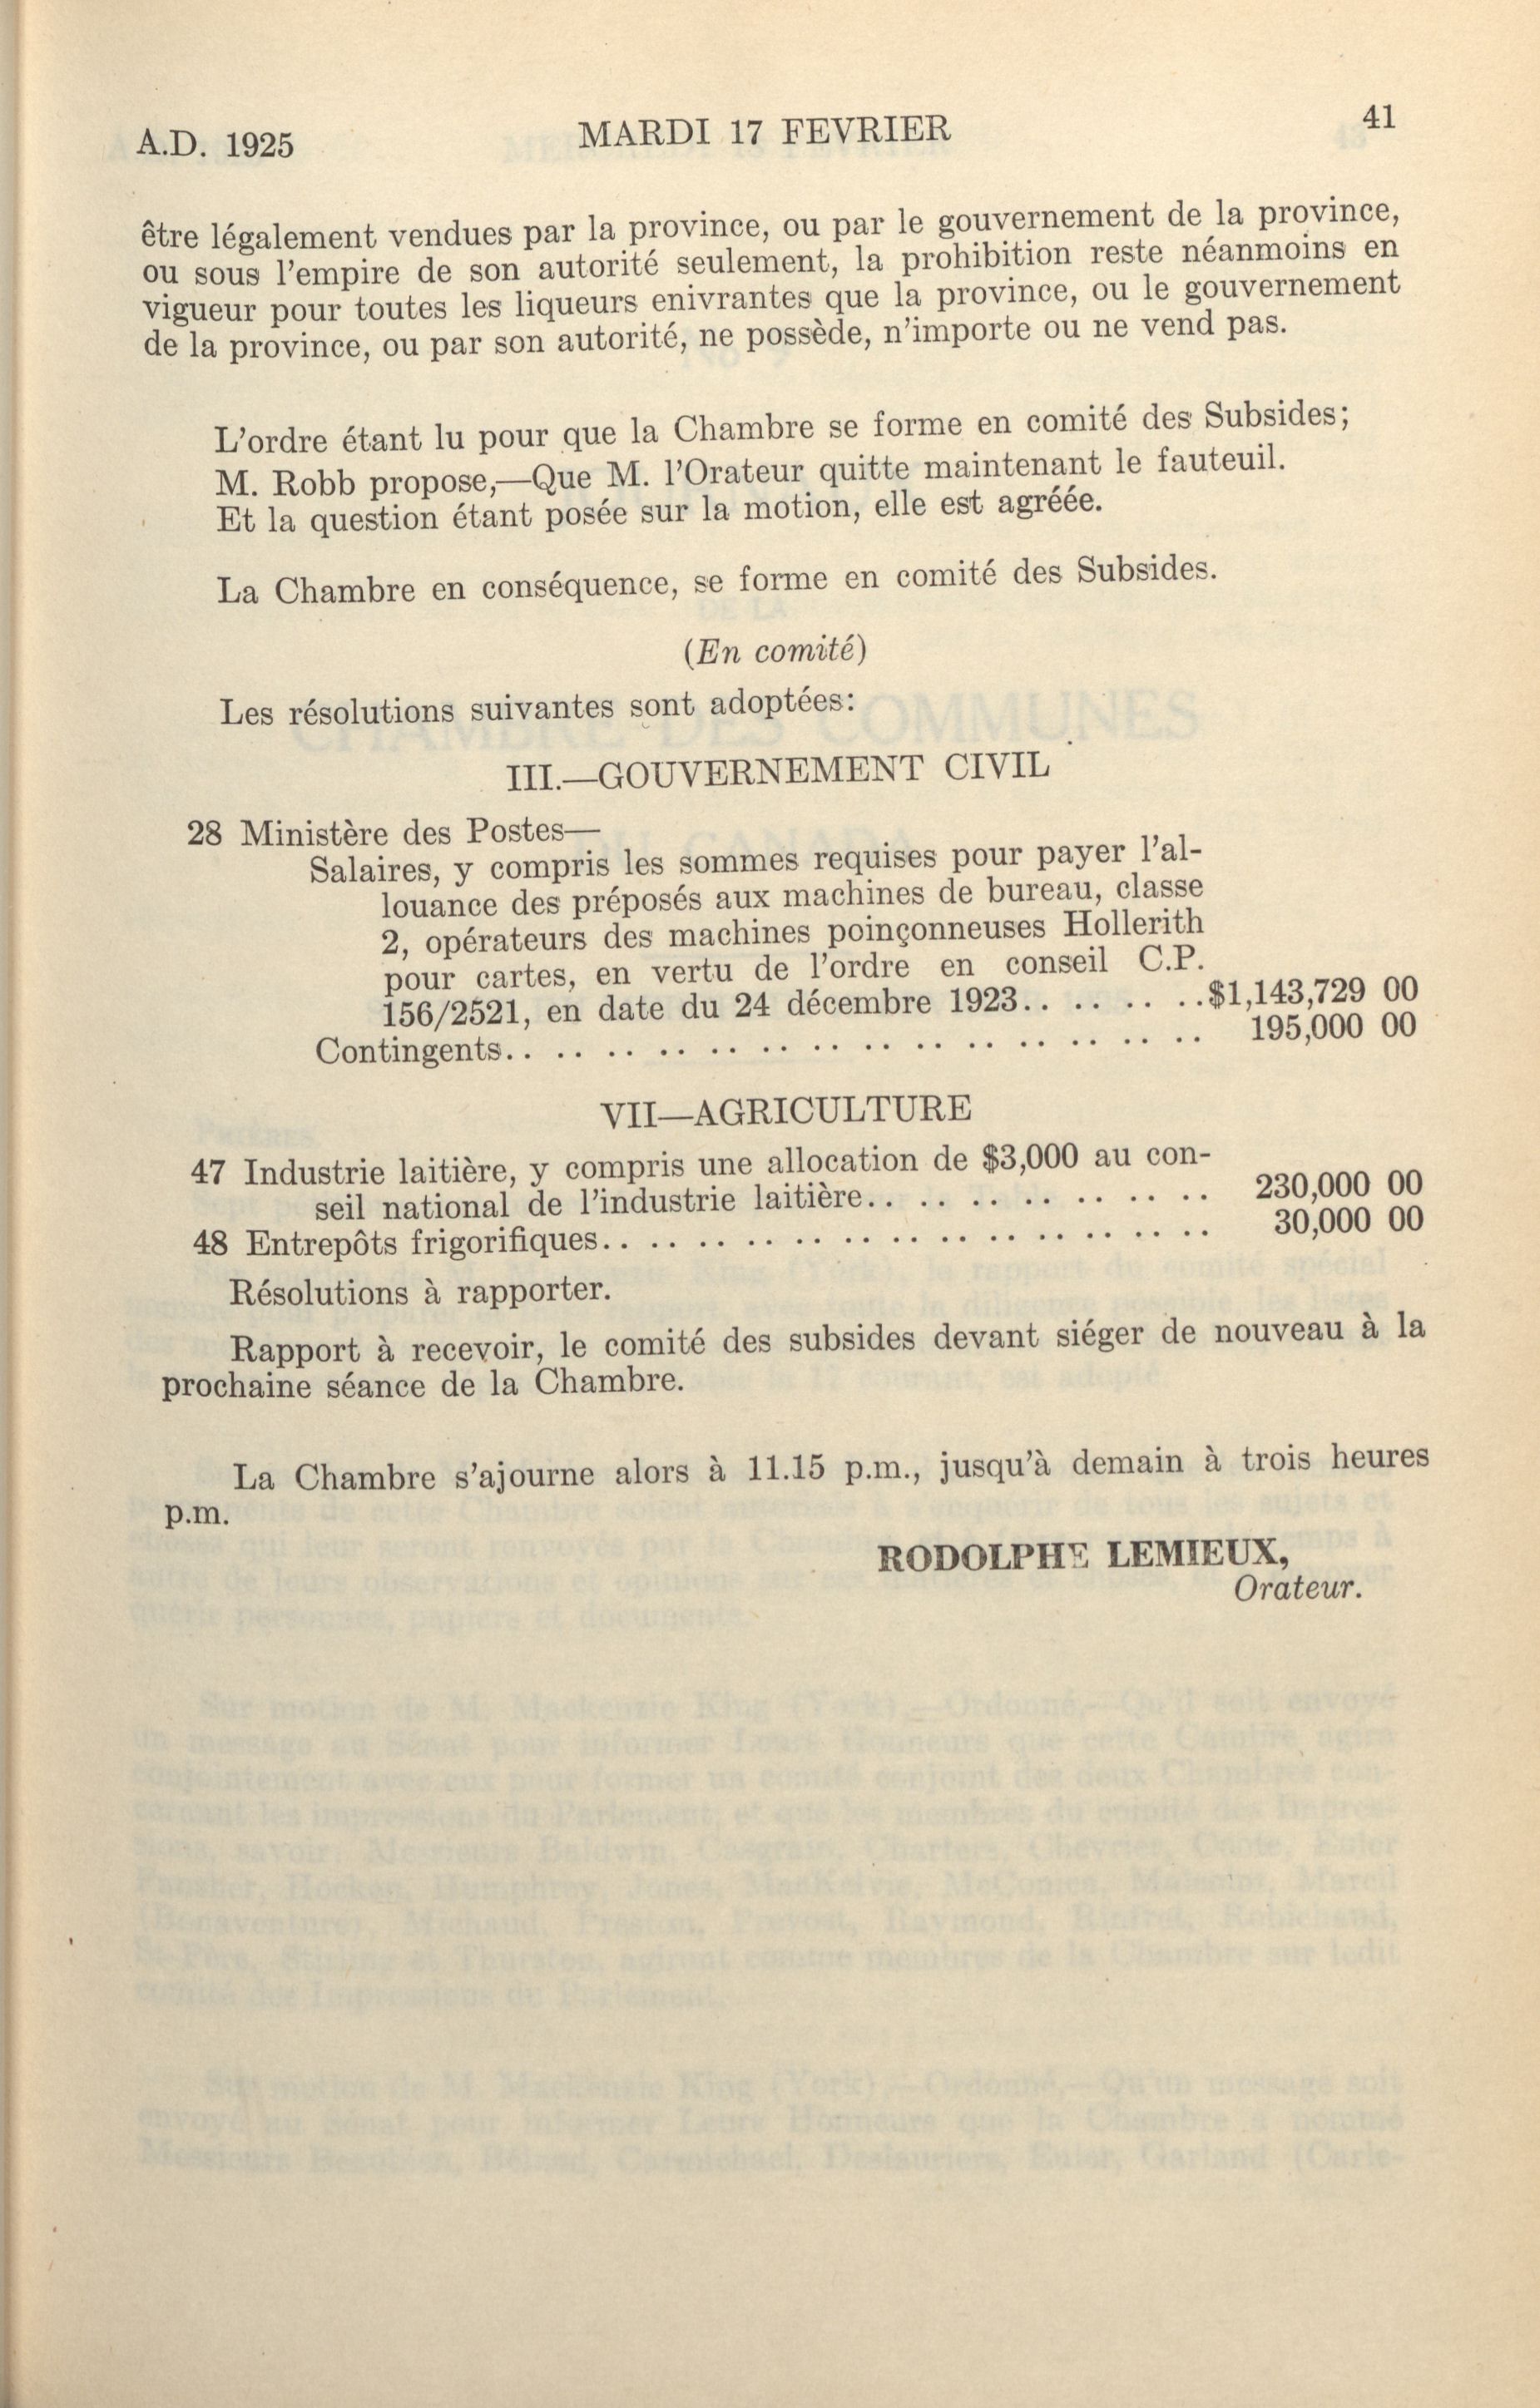 A.D. 1925 MARDI 17 FEVRIER 41
être légalement vendues par la province, ou par le gouvernement de la province,
ou sous l'empire de son autorité seulement, la prohibition reste néanmoins en
vigueur pour toutes les liqueurs enivrantes que la province, ou le gouvernement
de la province, ou par son autorité, ne possède, n'importe ou ne vend pas.
L'ordre étant lu pour que la Chambre se forme en comité des Subsides;
M. Robb propose,—Que M. l'Orateur quitte maintenant le fauteuil.
Et la question étant posée sur la motion, elle est agréée.
La Chambre en conséquence, se forme en comité des Subsides.
(En comité)
Les résolutions suivantes sont adoptées:
III.—GOUVERNEMENT CIVIL
28 Ministère des Postes—
Salaires, y compris les sommes requises pour payer l'al-
louance des préposés aux machines de bureau, classe
2, opérateurs des machines poinçonneuses Hollerith
pour cartes, en vertu de l'ordre en conseil C.P.
156/2521, en date du 24 décembre 1923.. .. .. ..$1,143,729 00
Contingents.. .. .. .. .. .. .. .. .. .. .. .. .. .. 195,000 00
VII—AGRICULTURE
47 Industrie laitière, y compris une allocation de $3,000 au con-
seil national de l'industrie laitière.. .. .. .. .. .. .. 230,000 00
48 Entrepôts frigorifiques.. .. .. .. .. .. .. .. .. .. .. .. .. 30,000 00
Résolutions à rapporter.
Rapport à recevoir, le comité des subsides devant siéger de nouveau à la
prochaine séance de la Chambre.
La Chambre s'ajourne alors à 11.15 p.m., jusqu'à demain à trois heures
p.m.
RODOLPHE LEMIEUX,
Orateur.